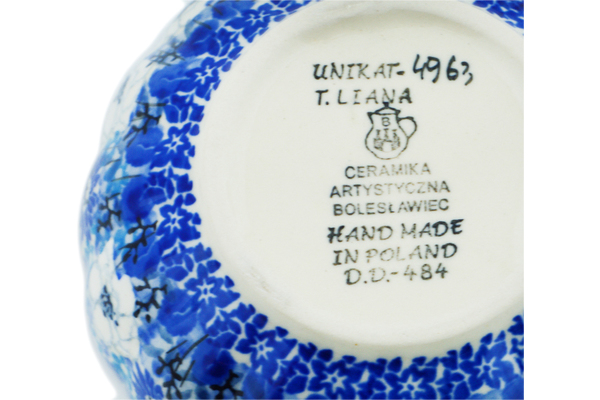 UNIKAT-4963
T. LIANA
B
CERAMIKA
ARTYSTYCZNA
BOLESŁAWIEC
HAND MADE
IN POLAND
D.D.-484